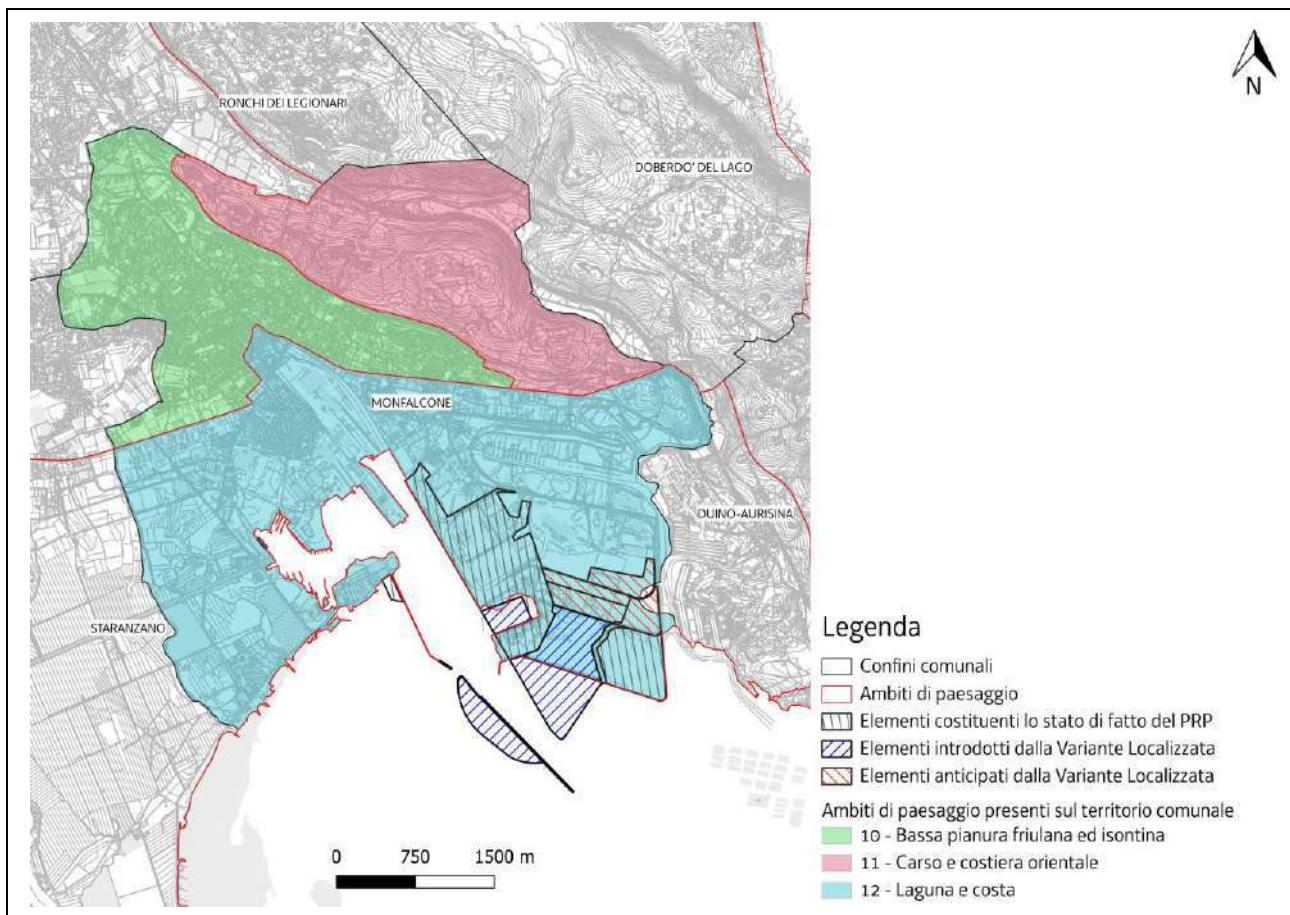 N
RONCHI DEI LEGIONARI
DOBERDO' DEL LAGO
MONFALCONE
DUINO-AURISINA
STARANZANO
Legenda
Confini comunali
Ambiti di paesaggio
Elementi costituenti lo stato di fatto del PRP
Elementi introdotti dalla Variante Localizzata
Elementi anticipati dalla Variante Localizzata
Ambiti di paesaggio presenti sul territorio comunale
10 - Bassa pianura friulana ed isontina
11 - Carso e costiera orientale
12 - Laguna e costa
0 750 1500 m